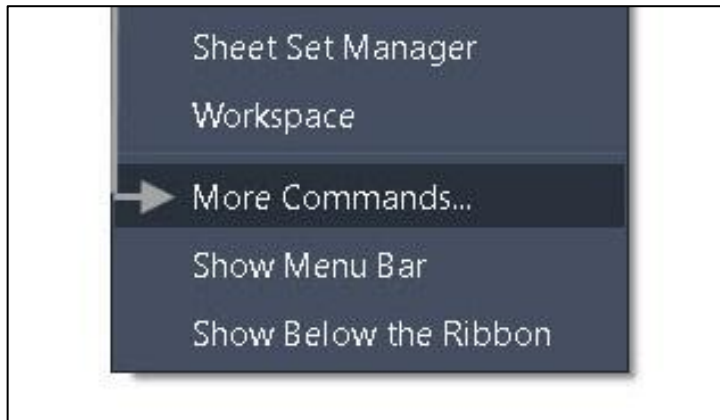 Sheet Set Manager
Workspace
More Commands...
Show Menu Bar
Show Below the Ribbon